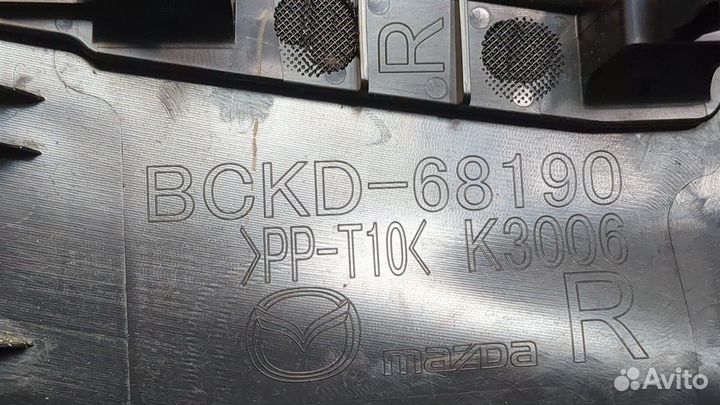 R
BCKD-68190
>PP-T10< K3006
mazda R
Avito